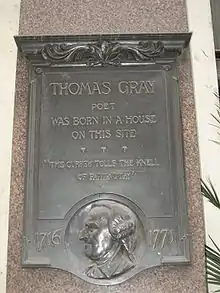 THOMAS GRAY
POET
WAS BORN IN A HOUSE
ON THIS SITE
"THE CURFEW TOLLS THE KNELL
OF PARTING DAY"
1716 1771